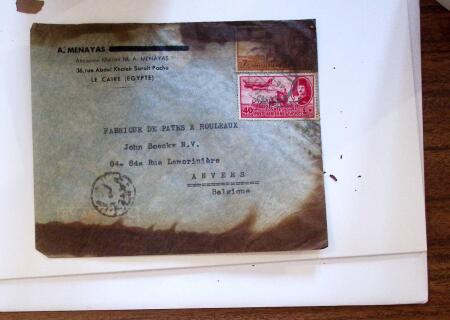 A. MENAYAS
Ancienne Maison M. A. MENAYAS
36, rue Abdel Khalek Saroit Pacha
LE CAIRE (EGYPTE)
40
FABRIQUE DE PATES A ROULEAUX
John Boeckx N.V.
84- 84a Rue Lamorinière
ANVERS
Belgique